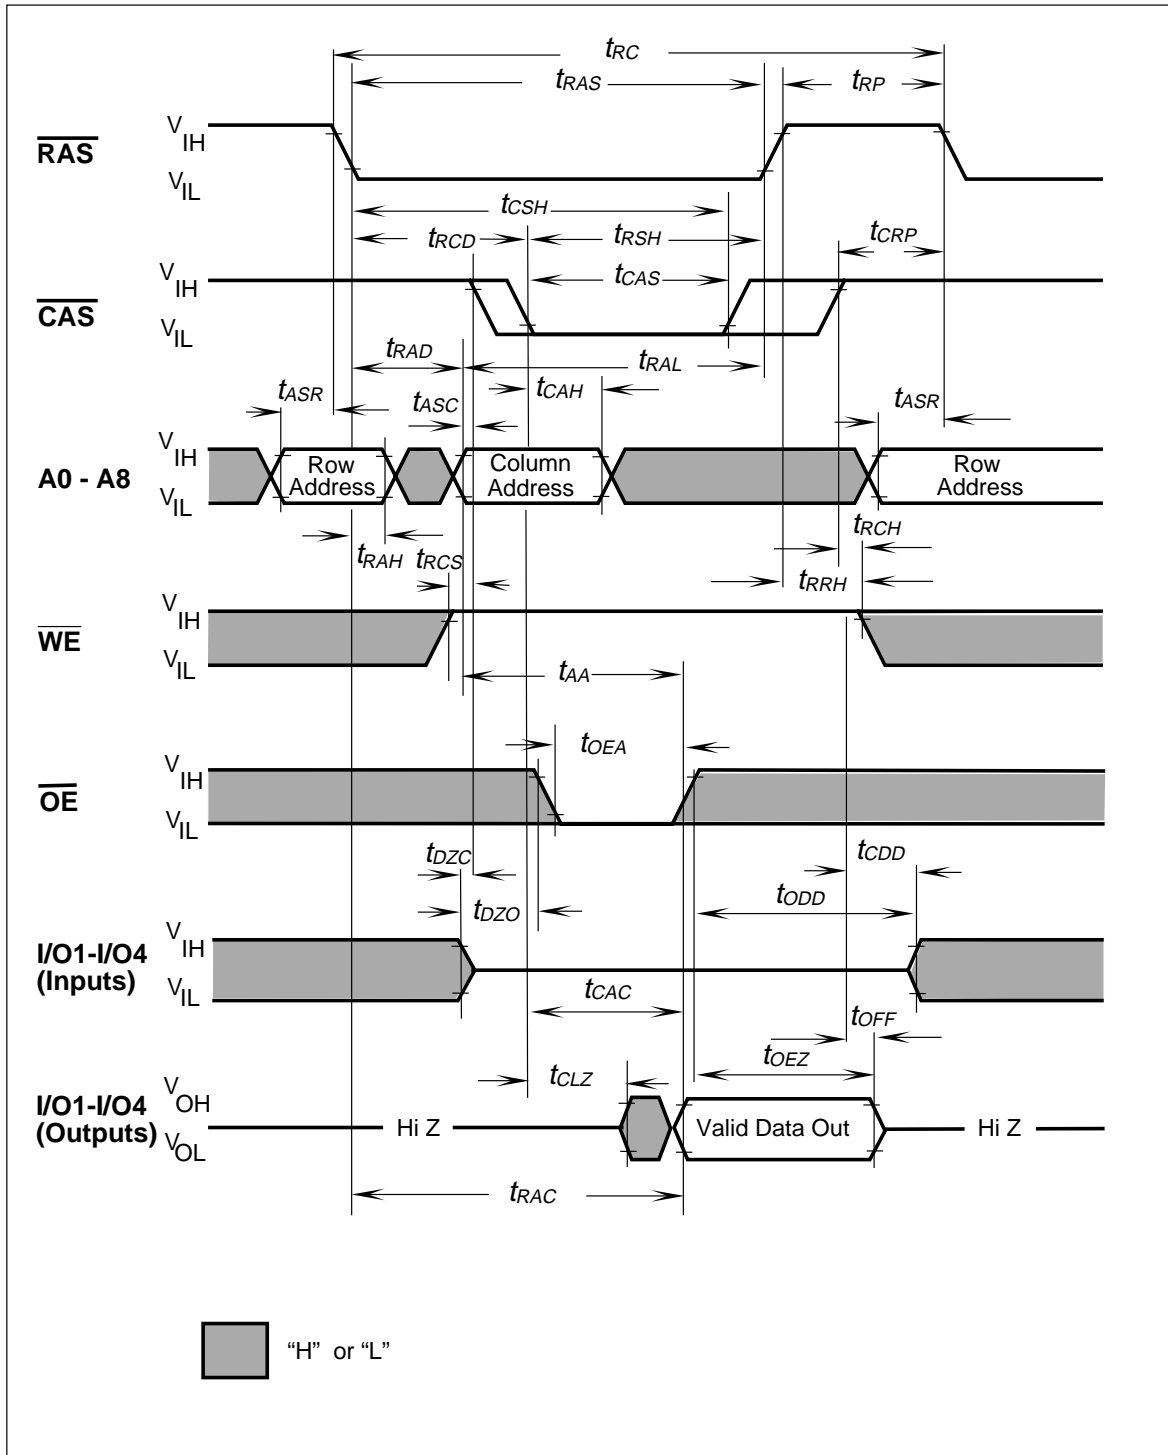 tRC
tRAS
tRP
RAS
VIH
VIL
tCSH
tRCD
tRSH
tCRP
tCAS
CAS
VIH
VIL
tRAD
tRAL
tASR
tASC
tCAH
tASR
A0 - A8
VIH
VIL
Row Address
Column Address
Row Address
tRCH
tRAH
tRCS
tRRH
WE
VIH
VIL
tAA
tOEA
OE
VIH
VIL
tDZC
tCDD
tDZO
tODD
I/O1-I/O4
(Inputs)
VIH
VIL
tCAC
tOFF
tOEZ
tCLZ
I/O1-I/O4
(Outputs)
VOH
VOL
Hi Z
Valid Data Out
Hi Z
tRAC
“H” or “L”